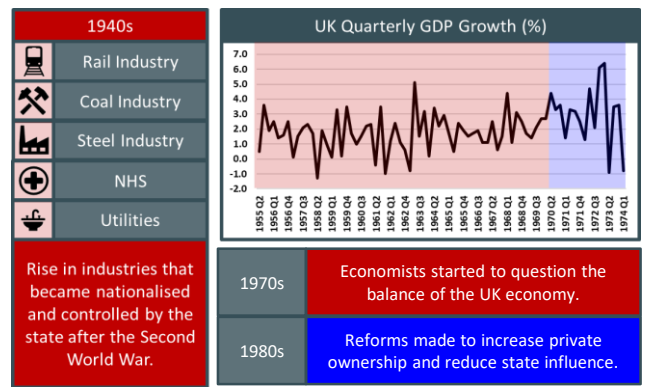 1940s
Rail Industry
Coal Industry
Steel Industry
NHS
Utilities
Rise in industries that
became nationalised
and controlled by the
state after the Second
World War.
UK Quarterly GDP Growth (%)
7.0
6.0
5.0
4.0
3.0
2.0
1.0
0.0
-1.0
-2.0
1955 Q2
1956 Q1
1956 Q4
1957 Q3
1958 Q2
1959 Q1
1959 Q4
1960 Q3
1961 Q2
1962 Q1
1962 Q4
1963 Q3
1964 Q2
1965 Q1
1965 Q4
1966 Q3
1967 Q2
1968 Q1
1968 Q4
1969 Q3
1970 Q2
1971 Q1
1971 Q4
1972 Q3
1973 Q2
1974 Q1
1970s
Economists started to question the
balance of the UK economy.
1980s
Reforms made to increase private
ownership and reduce state influence.